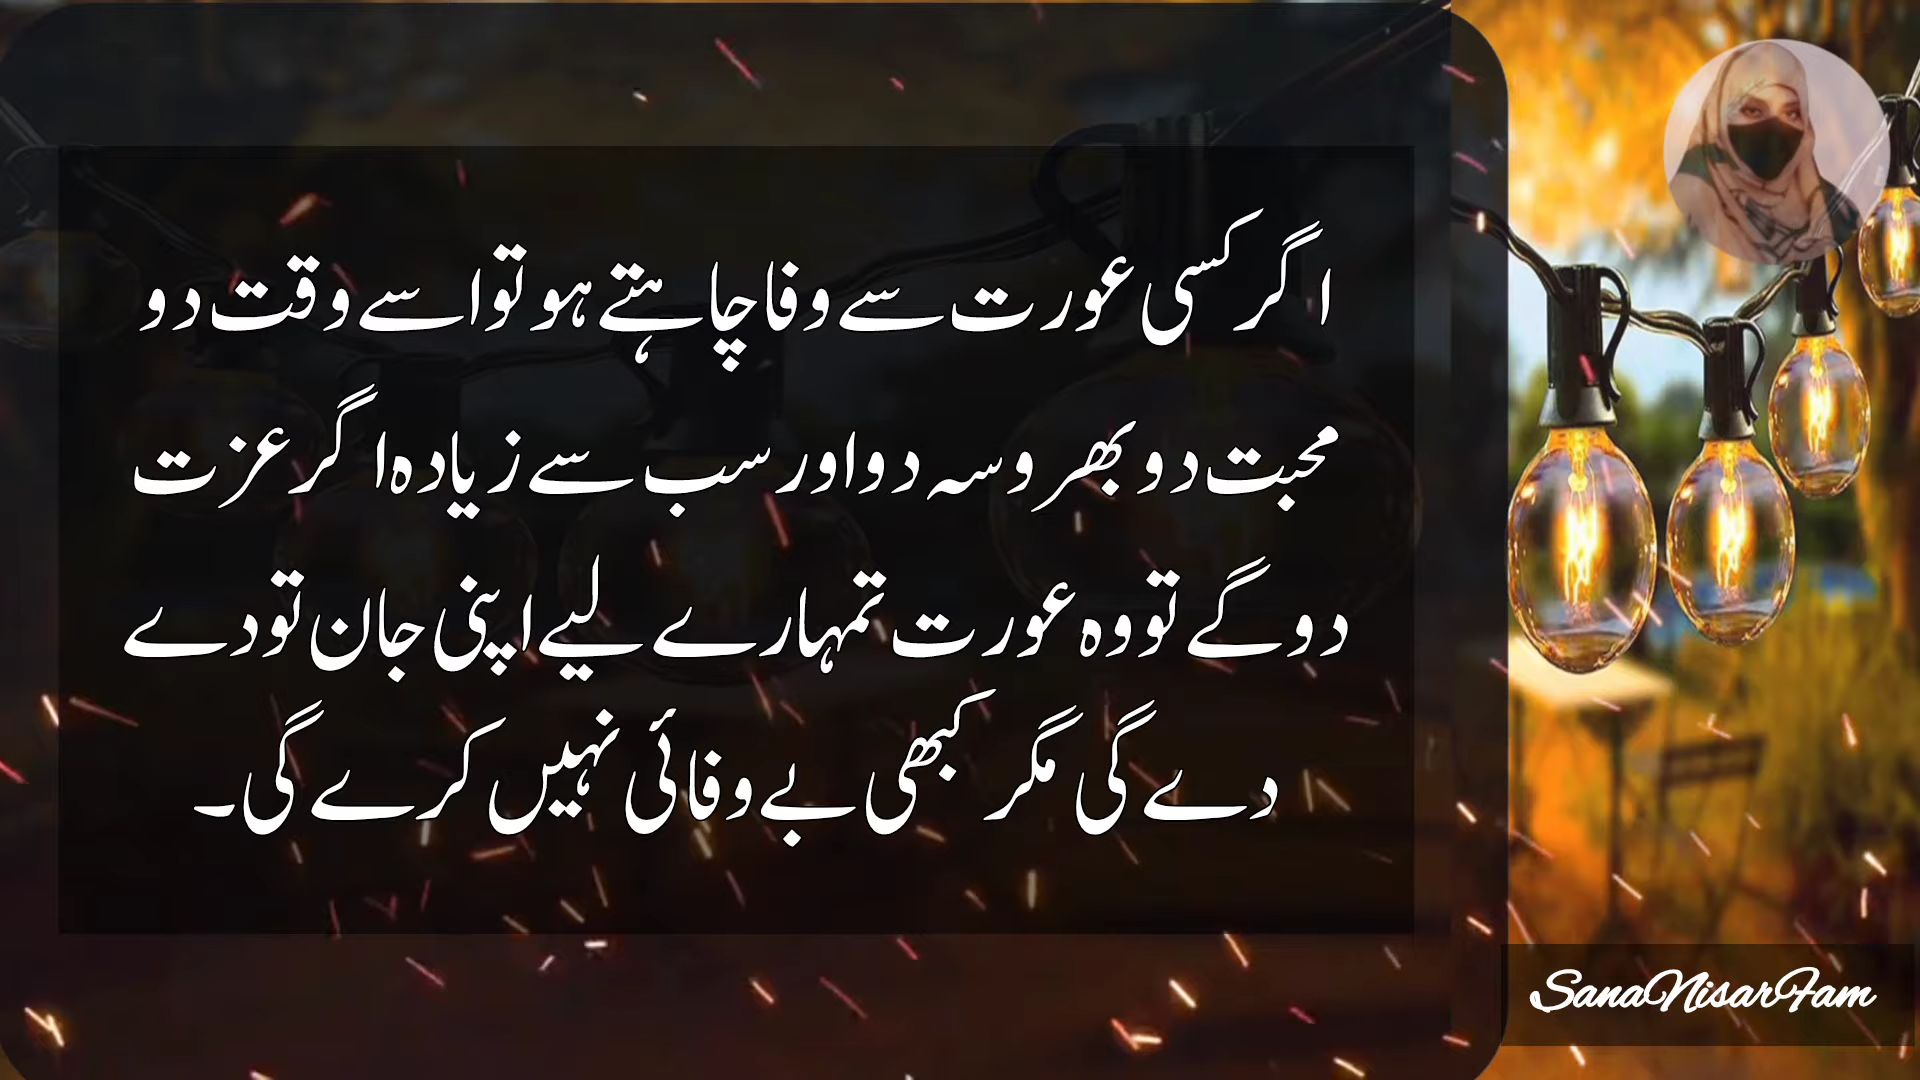 اگر کسی عورت سے وفا چاہتے ہو تو اسے وقت دو
محبت دو بھروسہ دو اور سب سے زیادہ اگر عزت
دو گے تو وہ عورت تمہارے لیے اپنی جان تو دے
دے گی مگر کبھی بے وفائی نہیں کرے گی۔
SanaNisarFam